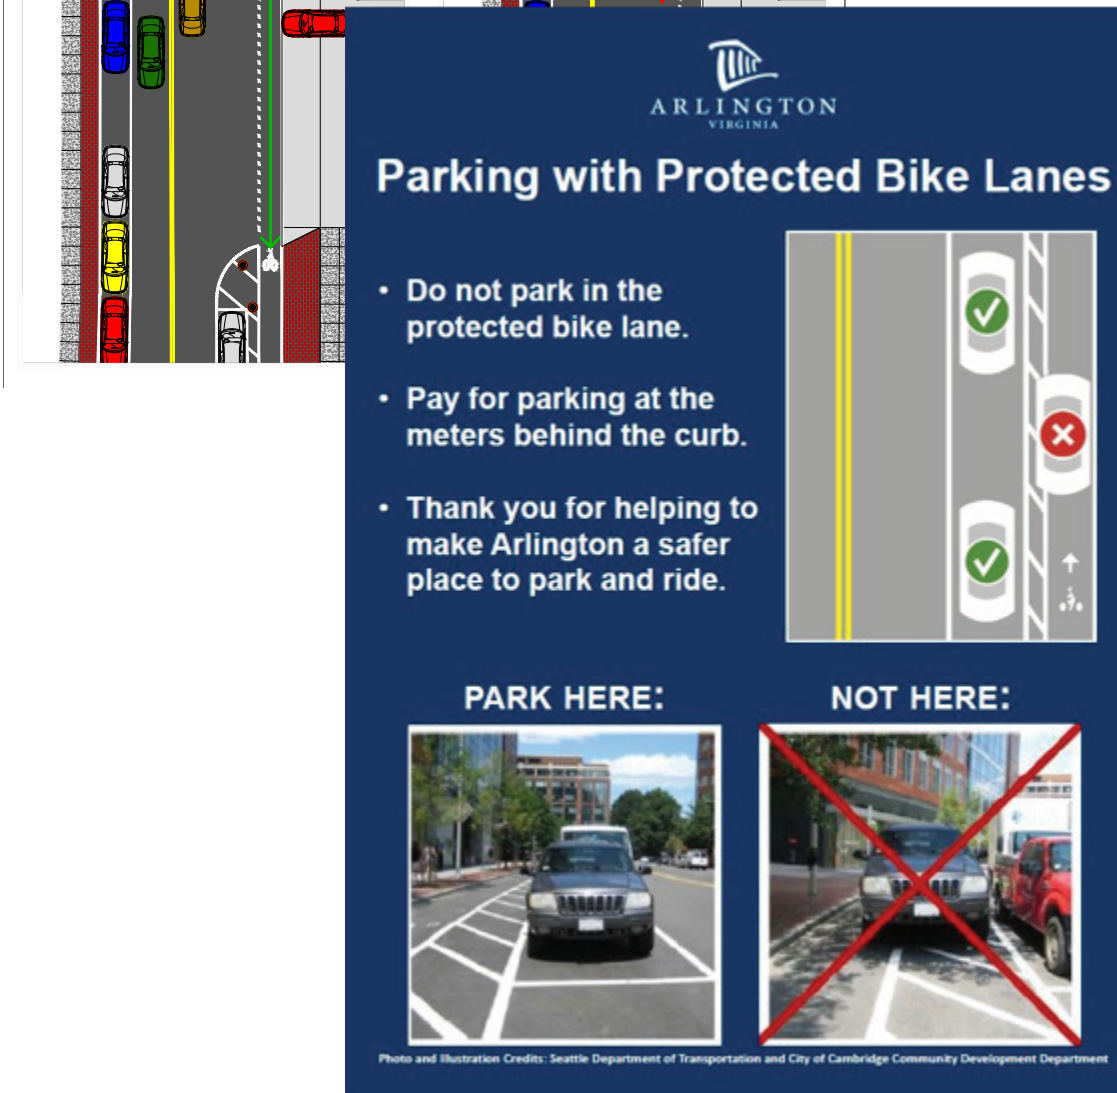 ARLINGTON
VIRGINIA
Parking with Protected Bike Lanes
• Do not park in the
protected bike lane.
• Pay for parking at the
meters behind the curb.
• Thank you for helping to
make Arlington a safer
place to park and ride.
PARK HERE:
NOT HERE:
Photo and Illustration Credits: Seattle Department of Transportation and City of Cambridge Community Development Department